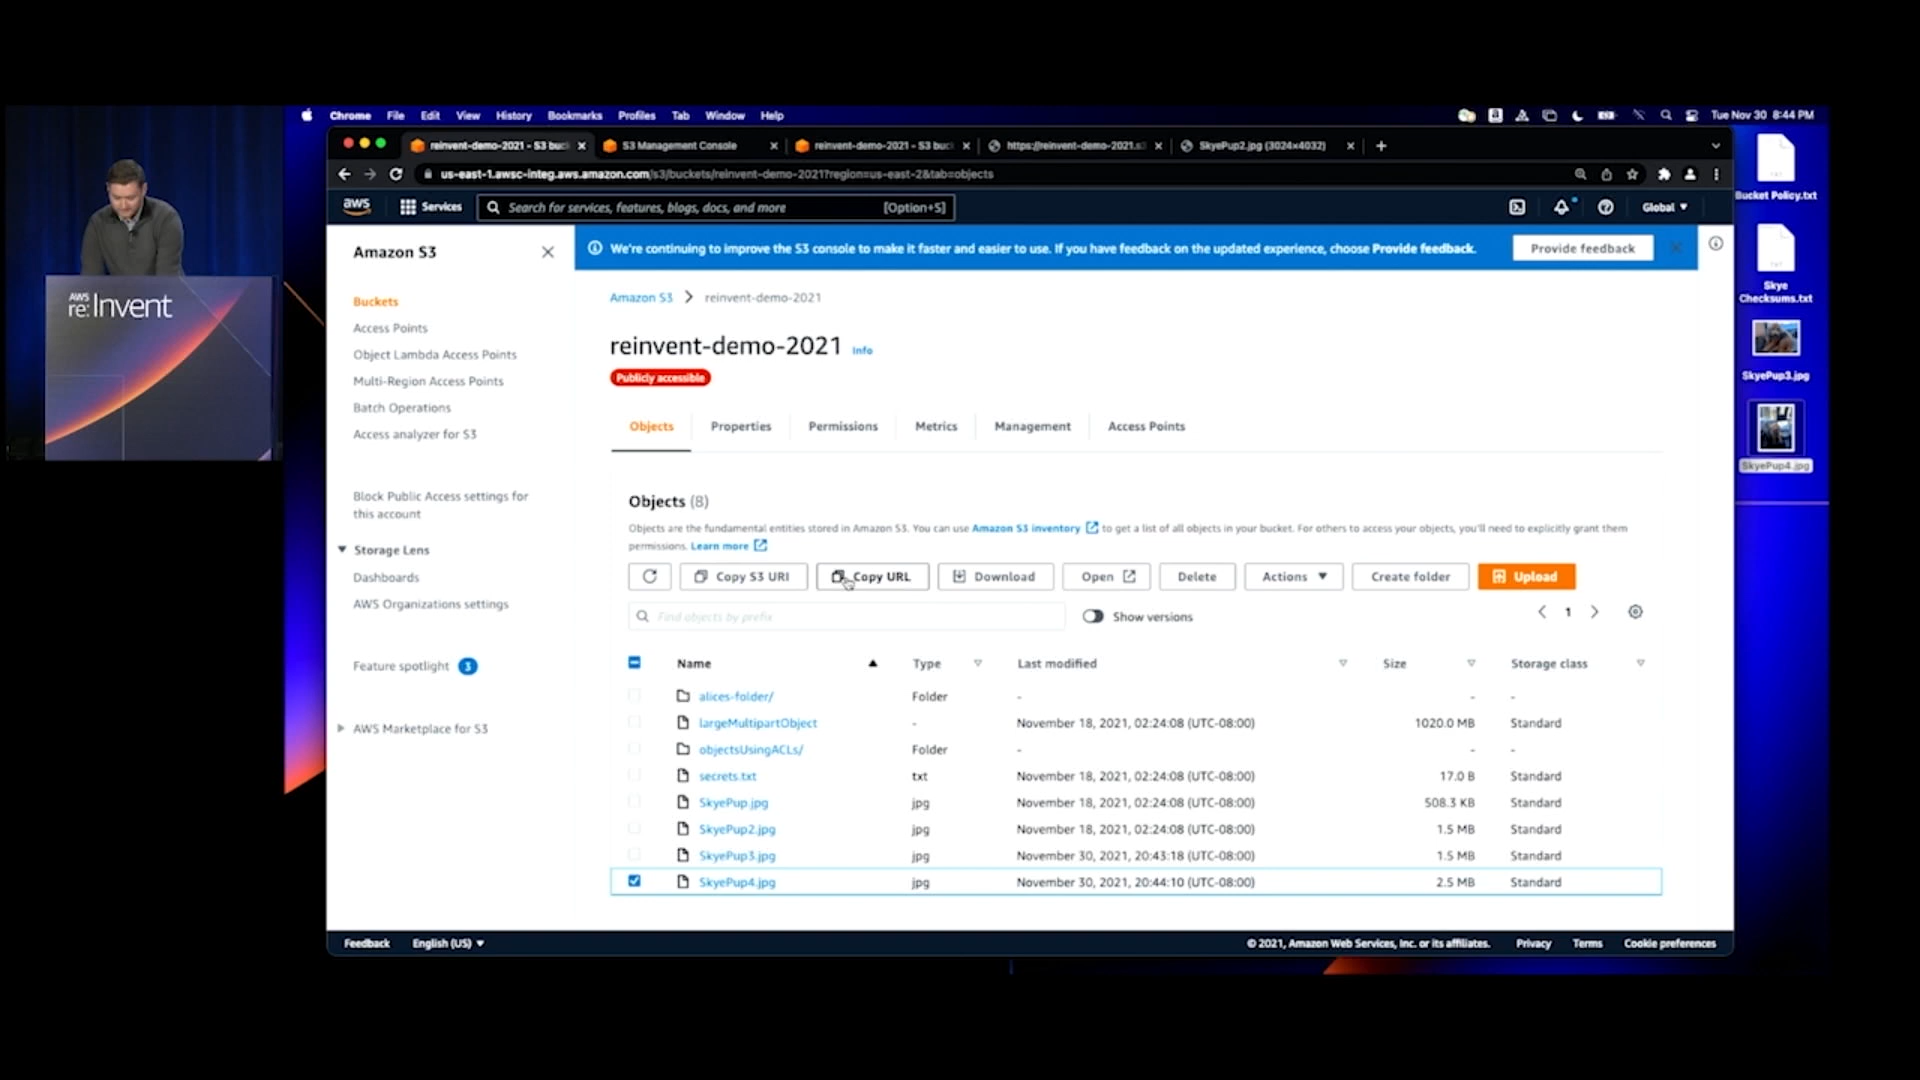 Chrome File Edit View History Bookmarks Profiles Tab Window Help
Tue Nov 30 8:44 PM
reinvent-demo-2021 - S3 buc
S3 Management Console
reinvent-demo-2021 - S3 buc
https://reinvent-demo-2021.s
SkyePup2.jpg (3024×4032)
us-east-1.awsc-integ.aws.amazon.com/s3/buckets/reinvent-demo-2021?region=us-east-2&tab=objects
aws Services Search for services, features, blogs, docs, and more [Option+S] Global
Amazon S3
We're continuing to improve the S3 console to make it faster and easier to use. If you have feedback on the updated experience, choose Provide feedback.
Provide feedback
Buckets
Access Points
Object Lambda Access Points
Multi-Region Access Points
Batch Operations
Access analyzer for S3
Block Public Access settings for
this account
Storage Lens
Dashboards
AWS Organizations settings
Feature spotlight 3
AWS Marketplace for S3
Amazon S3 > reinvent-demo-2021
reinvent-demo-2021 Info
Publicly accessible
Objects Properties Permissions Metrics Management Access Points
Objects (8)
Objects are the fundamental entities stored in Amazon S3. You can use Amazon S3 inventory to get a list of all objects in your bucket. For others to access your objects, you'll need to explicitly grant them
permissions. Learn more
Copy S3 URI Copy URL Download Open Delete Actions Create folder Upload
Find objects by prefix Show versions 1
Name Type Last modified Size Storage class
alices-folder/ Folder - - -
largeMultipartObject - November 18, 2021, 02:24:08 (UTC-08:00) 1020.0 MB Standard
objectsUsingACLs/ Folder - - -
secrets.txt txt November 18, 2021, 02:24:08 (UTC-08:00) 17.0 B Standard
SkyePup.jpg jpg November 18, 2021, 02:24:08 (UTC-08:00) 508.3 KB Standard
SkyePup2.jpg jpg November 18, 2021, 02:24:08 (UTC-08:00) 1.5 MB Standard
SkyePup3.jpg jpg November 30, 2021, 20:43:18 (UTC-08:00) 1.5 MB Standard
SkyePup4.jpg jpg November 30, 2021, 20:44:10 (UTC-08:00) 2.5 MB Standard
Feedback English (US) © 2021, Amazon Web Services, Inc. or its affiliates. Privacy Terms Cookie preferences
Bucket Policy.txt
Skye
Checksums.txt
SkyePup3.jpg
SkyePup4.jpg
AWS
re:Invent